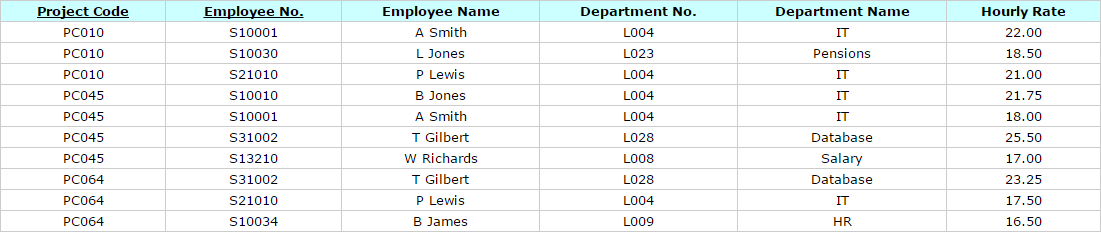 Project Code Employee No. Employee Name Department No. Department Name Hourly Rate
PC010 S10001 A Smith L004 IT 22.00
PC010 S10030 L Jones L023 Pensions 18.50
PC010 S21010 P Lewis L004 IT 21.00
PC045 S10010 B Jones L004 IT 21.75
PC045 S10001 A Smith L004 IT 18.00
PC045 S31002 T Gilbert L028 Database 25.50
PC045 S13210 W Richards L008 Salary 17.00
PC064 S31002 T Gilbert L028 Database 23.25
PC064 S21010 P Lewis L004 IT 17.50
PC064 S10034 B James L009 HR 16.50